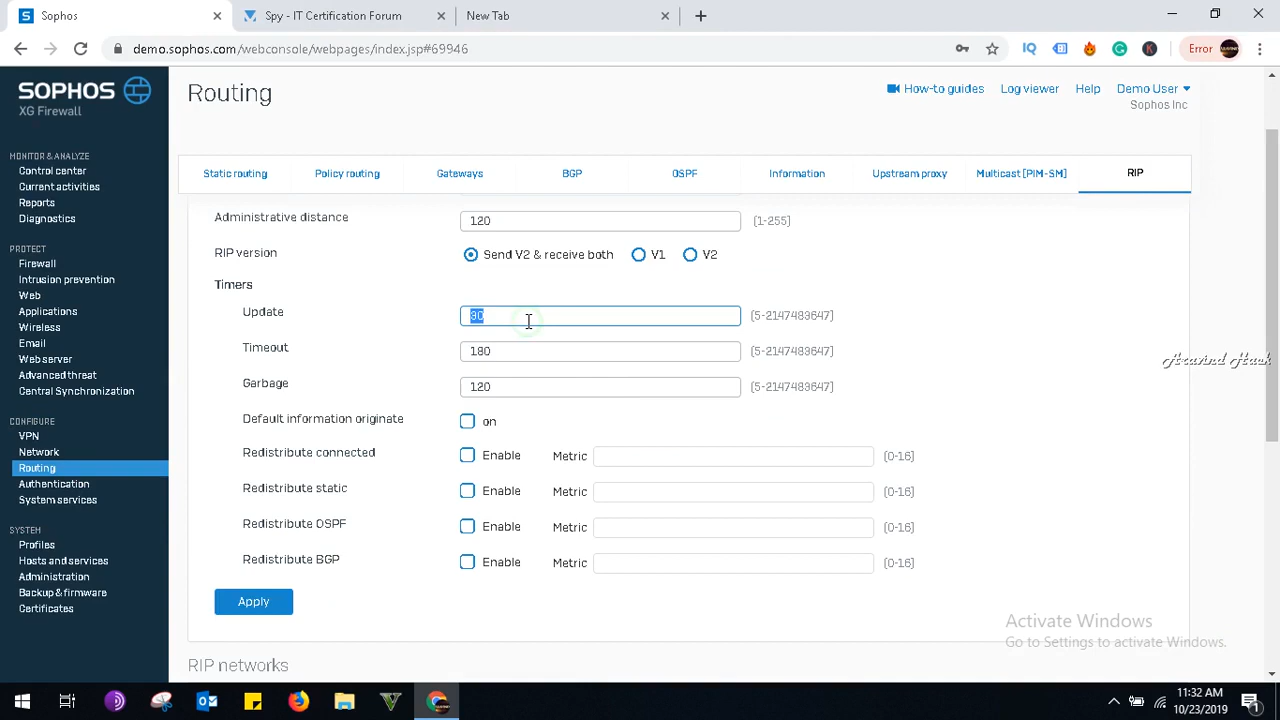 Sophos
Spy - IT Certification Forum
New Tab
demo.sophos.com/webconsole/webpages/index.jsp#69946
IQ
K
Error
SOPHOS
XG Firewall
Routing
How-to guides
Log viewer
Help
Demo User
Sophos Inc
MONITOR & ANALYZE
Control center
Current activities
Reports
Diagnostics
PROTECT
Firewall
Intrusion prevention
Web
Applications
Wireless
Email
Web server
Advanced threat
Central Synchronization
CONFIGURE
VPN
Network
Routing
Authentication
System services
SYSTEM
Profiles
Hosts and services
Administration
Backup & firmware
Certificates
Static routing
Policy routing
Gateways
BGP
OSPF
Information
Upstream proxy
Multicast [PIM-SM]
RIP
Administrative distance 120 [1-255]
RIP version Send V2 & receive both V1 V2
Timers
Update 30 [5-2147483647]
Timeout 180 [5-2147483647]
Garbage 120 [5-2147483647]
Default information originate on
Redistribute connected Enable Metric [0-16]
Redistribute static Enable Metric [0-16]
Redistribute OSPF Enable Metric [0-16]
Redistribute BGP Enable Metric [0-16]
Apply
RIP networks
Aravind Hack
Activate Windows
Go to Settings to activate Windows.
11:32 AM
10/23/2019
1